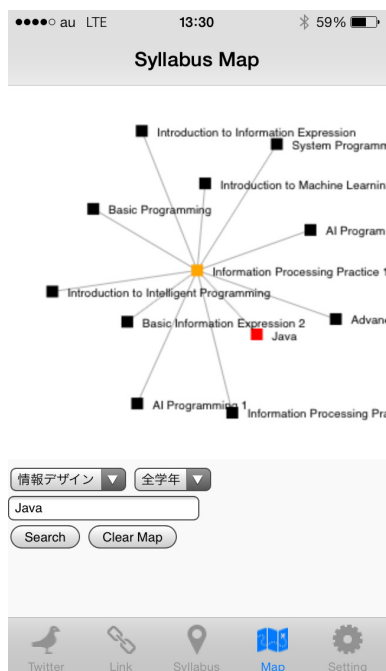 au LTE 13:30 59%
Syllabus Map
Introduction to Information Expression
System Programm
Introduction to Machine Learnin
Basic Programming
AI Program
Information Processing Practice 1
Introduction to Intelligent Programming
Basic Information Expression 2
Advanc
Java
AI Programming 1
Information Processing Pra
情報デザイン 全学年
Java
Search Clear Map
Twitter Link Syllabus Map Setting